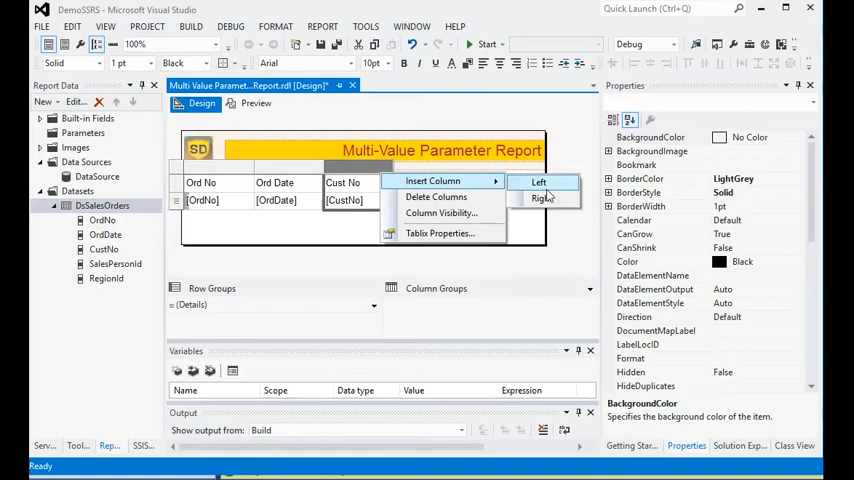 DemoSSRS - Microsoft Visual Studio
Quick Launch (Ctrl+Q)
FILE EDIT VIEW PROJECT BUILD DEBUG FORMAT REPORT TOOLS WINDOW HELP
100% Start Debug
Solid 1 pt Black Arial 10pt B I U
Report Data
Multi Value Paramet...Report.rdl [Design]*
Properties
New Edit...
Design Preview
Built-in Fields
Parameters
Images
Data Sources
DataSource
Datasets
DsSalesOrders
OrdNo
OrdDate
CustNo
SalesPersonId
RegionId
SD Multi-Value Parameter Report
Ord No Ord Date Cust No
[OrdNo] [OrdDate] [CustNo]
Insert Column
Delete Columns
Column Visibility...
Tablix Properties...
Left
Righ
Row Groups
Column Groups
(Details)
Variables
Name Scope Data type Value Expression
Output
Show output from: Build
BackgroundColor No Color
BackgroundImage
Bookmark
BorderColor LightGrey
BorderStyle Solid
BorderWidth 1pt
Calendar Default
CanGrow True
CanShrink False
Color Black
DataElementName
DataElementOutput Auto
DataElementStyle Auto
Direction Default
DocumentMapLabel
LabelLocID
Format
Hidden False
HideDuplicates
BackgroundColor
Specifies the background color of the item.
Serv... Tool... Rep... SSIS...
Getting Star... Properties Solution Exp... Class View
Ready